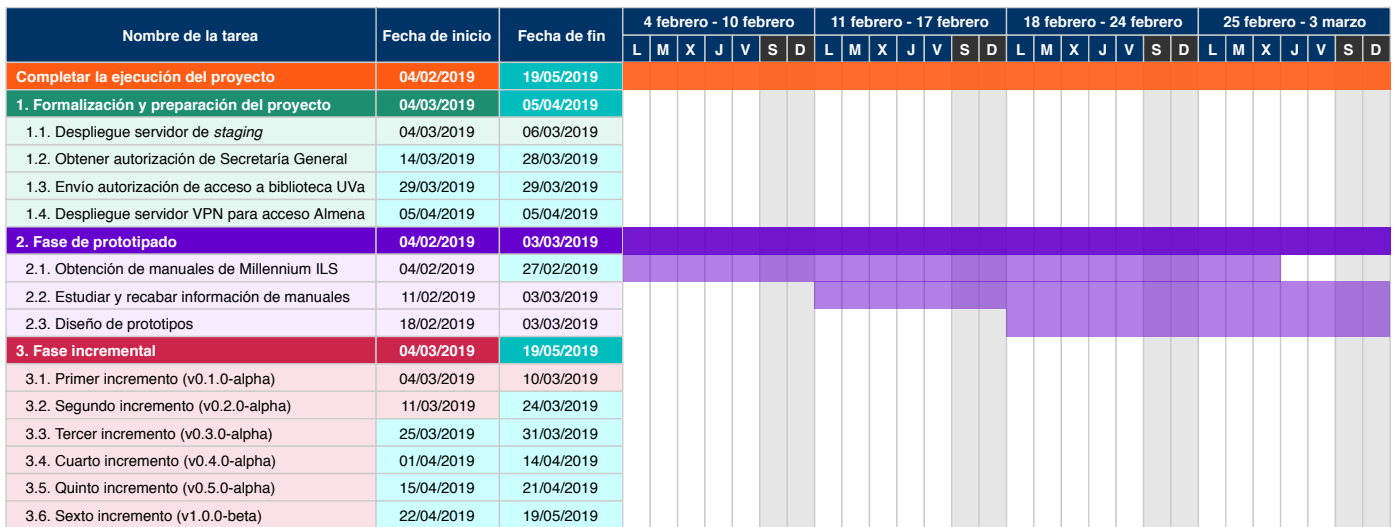 Nombre de la tarea Fecha de inicio Fecha de fin 4 febrero - 10 febrero 11 febrero - 17 febrero 18 febrero - 24 febrero 25 febrero - 3 marzo
L M X J V S D L M X J V S D L M X J V S D L M X J V S D
Completar la ejecución del proyecto 04/02/2019 19/05/2019
1. Formalización y preparación del proyecto 04/03/2019 05/04/2019
1.1. Despliegue servidor de staging 04/03/2019 06/03/2019
1.2. Obtener autorización de Secretaría General 14/03/2019 28/03/2019
1.3. Envío autorización de acceso a biblioteca UVa 29/03/2019 29/03/2019
1.4. Despliegue servidor VPN para acceso Almena 05/04/2019 05/04/2019
2. Fase de prototipado 04/02/2019 03/03/2019
2.1. Obtención de manuales de Millennium ILS 04/02/2019 27/02/2019
2.2. Estudiar y recabar información de manuales 11/02/2019 03/03/2019
2.3. Diseño de prototipos 18/02/2019 03/03/2019
3. Fase incremental 04/03/2019 19/05/2019
3.1. Primer incremento (v0.1.0-alpha) 04/03/2019 10/03/2019
3.2. Segundo incremento (v0.2.0-alpha) 11/03/2019 24/03/2019
3.3. Tercer incremento (v0.3.0-alpha) 25/03/2019 31/03/2019
3.4. Cuarto incremento (v0.4.0-alpha) 01/04/2019 14/04/2019
3.5. Quinto incremento (v0.5.0-alpha) 15/04/2019 21/04/2019
3.6. Sexto incremento (v1.0.0-beta) 22/04/2019 19/05/2019